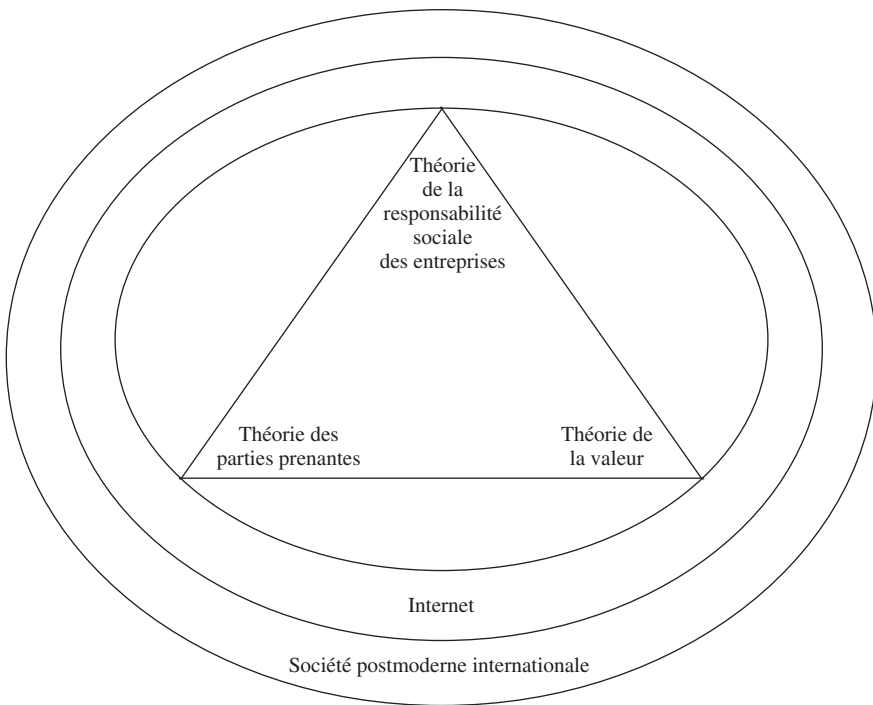 Théorie
de la
responsabilité
sociale
des entreprises
Théorie des
parties prenantes
Théorie de
la valeur
Internet
Société postmoderne internationale